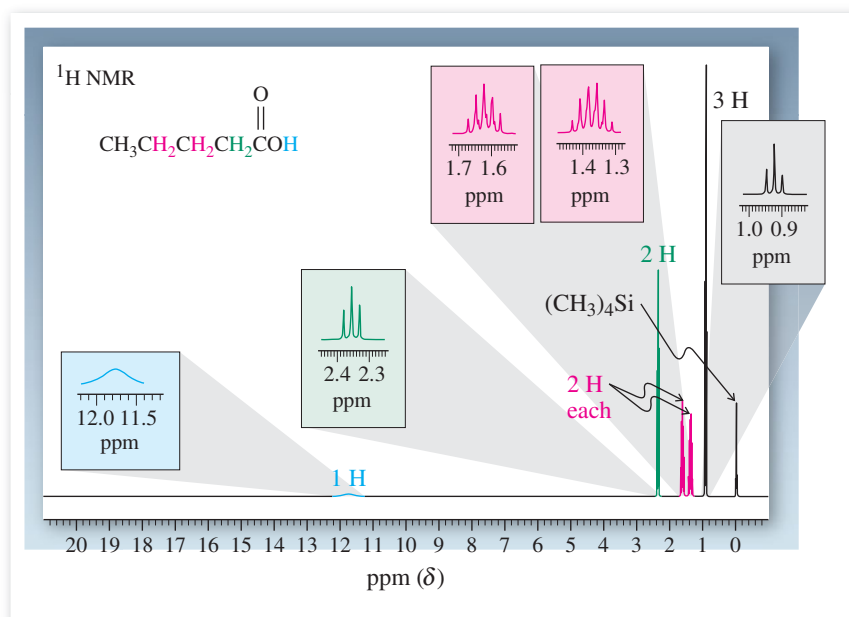 ¹H NMR
O
CH₃CH₂CH₂CH₂COH
1.7 1.6
ppm
1.4 1.3
ppm
3 H
1.0 0.9
ppm
2 H
(CH₃)₄Si
2.4 2.3
ppm
2 H
each
12.0 11.5
ppm
1 H
20 19 18 17 16 15 14 13 12 11 10 9 8 7 6 5 4 3 2 1 0
ppm (δ)